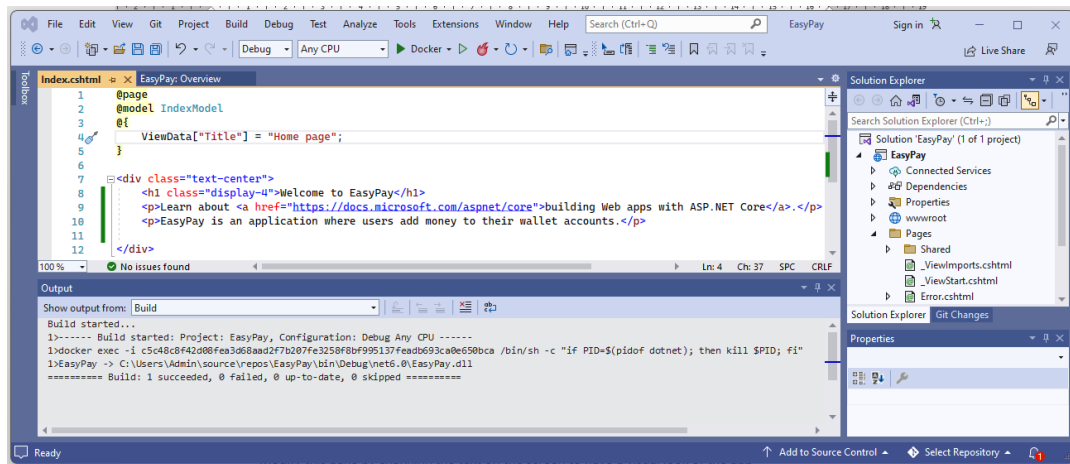 File Edit View Git Project Build Debug Test Analyze Tools Extensions Window Help Search (Ctrl+Q) EasyPay Sign in
Debug Any CPU Docker Live Share
Toolbox
Index.cshtml EasyPay: Overview
1 @page
2 @model IndexModel
3 @{
4 ViewData["Title"] = "Home page";
5 }
6
7 <div class="text-center">
8 <h1 class="display-4">Welcome to EasyPay</h1>
9 <p>Learn about <a href="https://docs.microsoft.com/aspnet/core">building Web apps with ASP.NET Core</a>.</p>
10 <p>EasyPay is an application where users add money to their wallet accounts.</p>
11
12 </div>
100 % No issues found Ln: 4 Ch: 37 SPC CRLF
Output
Show output from: Build
Build started...
1>------ Build started: Project: EasyPay, Configuration: Debug Any CPU ------
1>docker exec -i c5c48c8f42d08fea3d68aad2f7b207fe3258f8bf995137feadb693ca0e650bca /bin/sh -c "if PID=$(pidof dotnet); then kill $PID; fi"
1>EasyPay -> C:\Users\Admin\source\repos\EasyPay\bin\Debug\net6.0\EasyPay.dll
========== Build: 1 succeeded, 0 failed, 0 up-to-date, 0 skipped ==========
Solution Explorer
Search Solution Explorer (Ctrl+;)
Solution 'EasyPay' (1 of 1 project)
EasyPay
Connected Services
Dependencies
Properties
wwwroot
Pages
Shared
_ViewImports.cshtml
_ViewStart.cshtml
Error.cshtml
Solution Explorer Git Changes
Properties
Ready Add to Source Control Select Repository 1